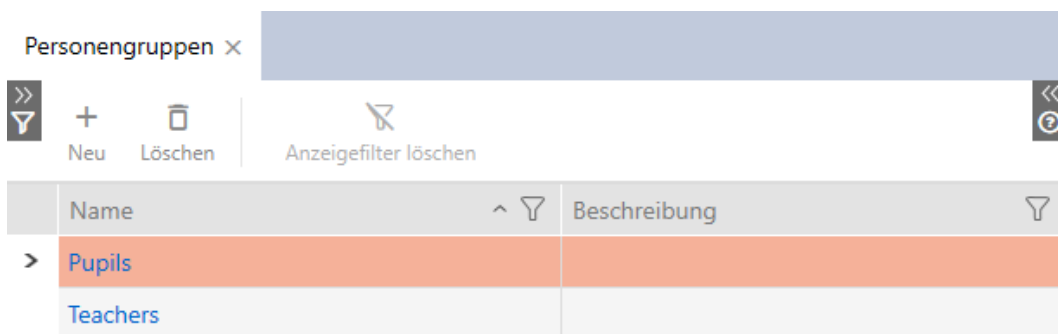 Personengruppen
Neu Löschen Anzeigefilter löschen
Name Beschreibung
Pupils
Teachers